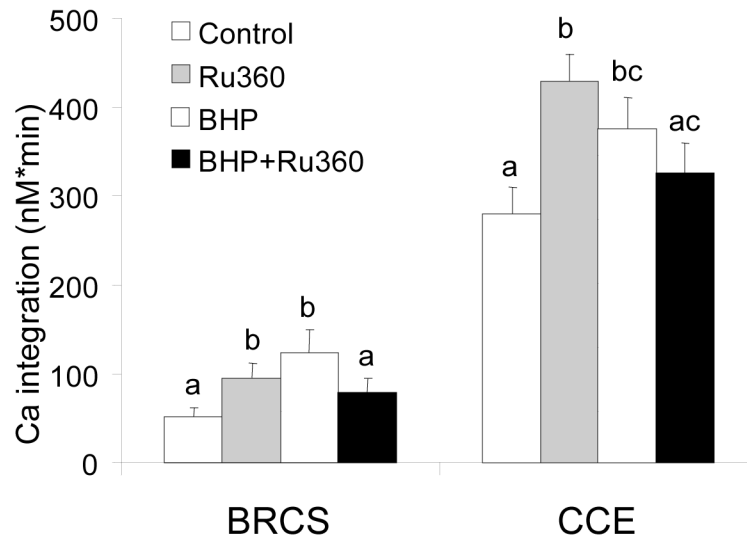 500
400
300
200
100
0
Ca integration (nM*min)
Control
Ru360
BHP
BHP+Ru360
a
b
b
a
a
b
bc
ac
BRCS
CCE